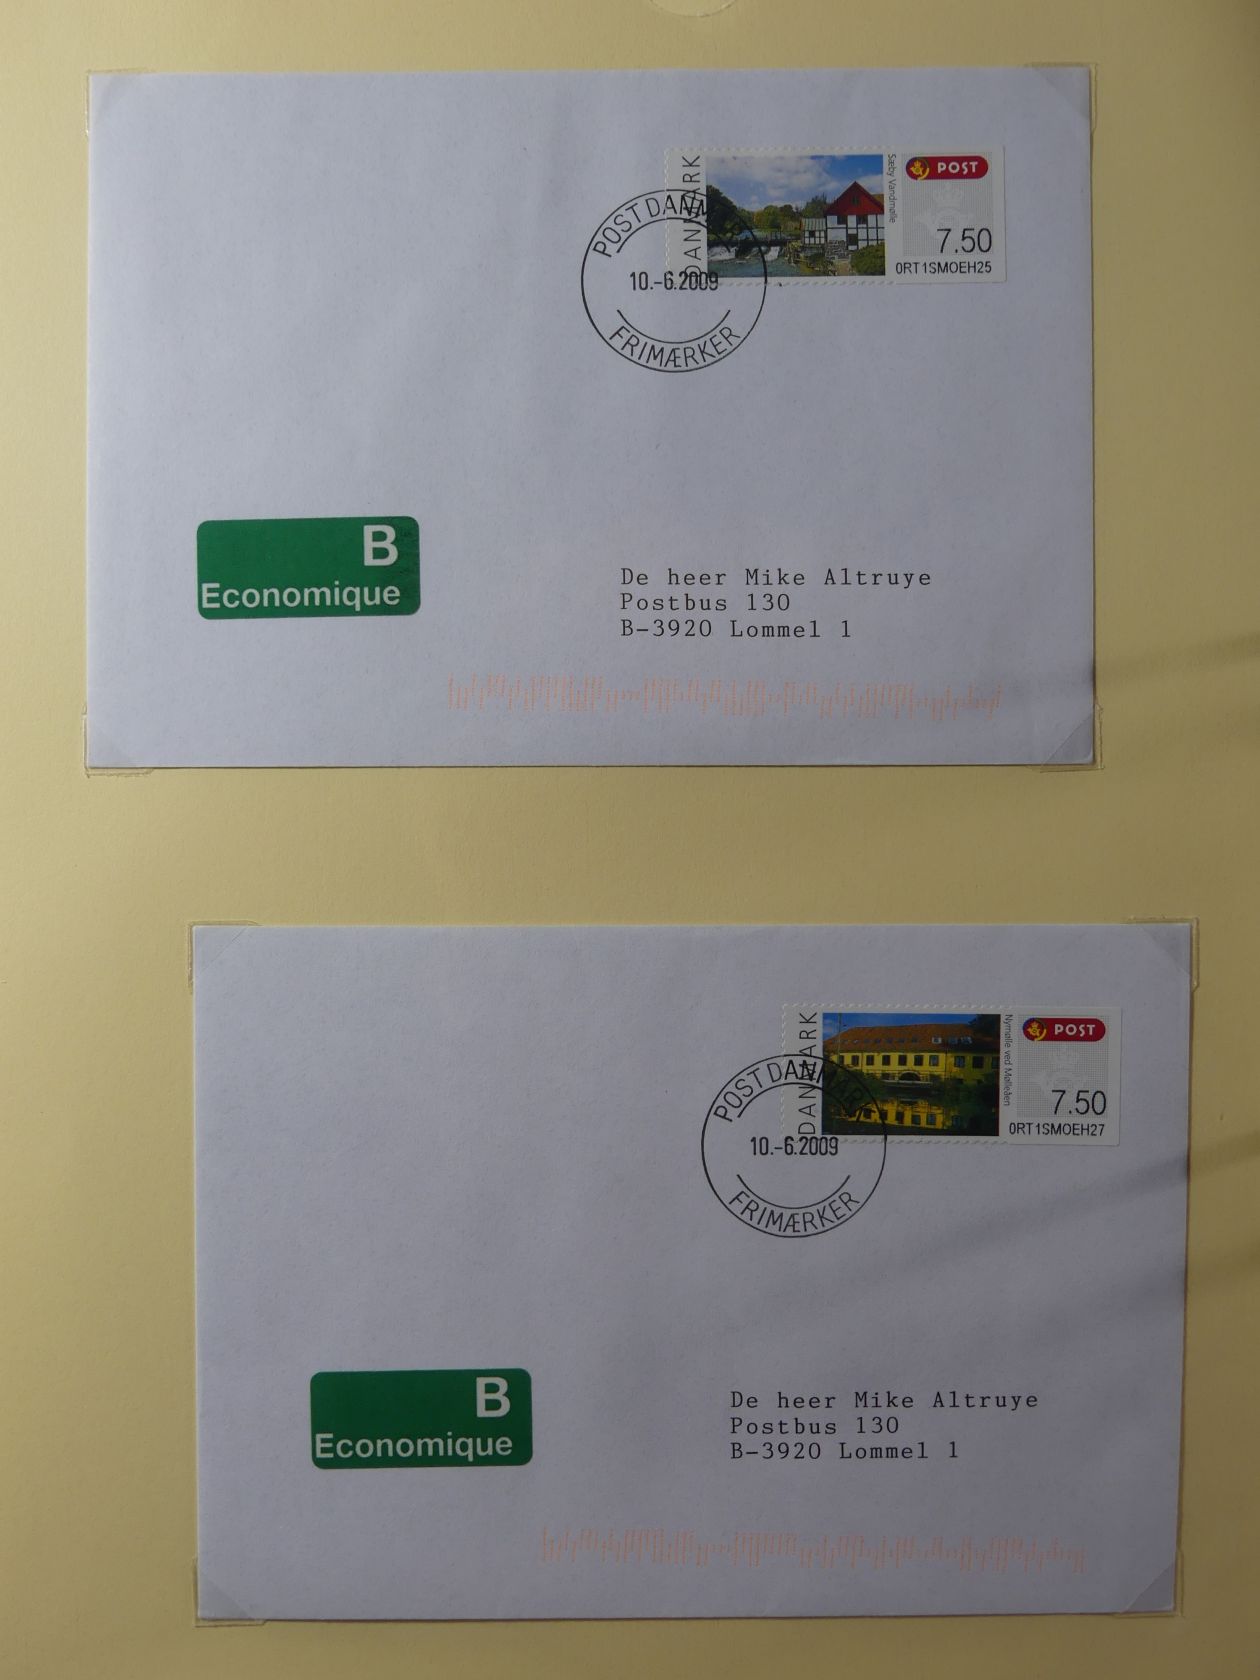 DANMARK
Sæby Vandmølle
POST
7.50
0RT1SMOEH25
POST DANMARK
10.-6.2009
FRIMÆRKER
B
Economique
De heer Mike Altruye
Postbus 130
B-3920 Lommel 1
DANMARK
Nymølle ved Mølleåen
POST
7.50
0RT1SMOEH27
POST DANMARK
10.-6.2009
FRIMÆRKER
B
Economique
De heer Mike Altruye
Postbus 130
B-3920 Lommel 1